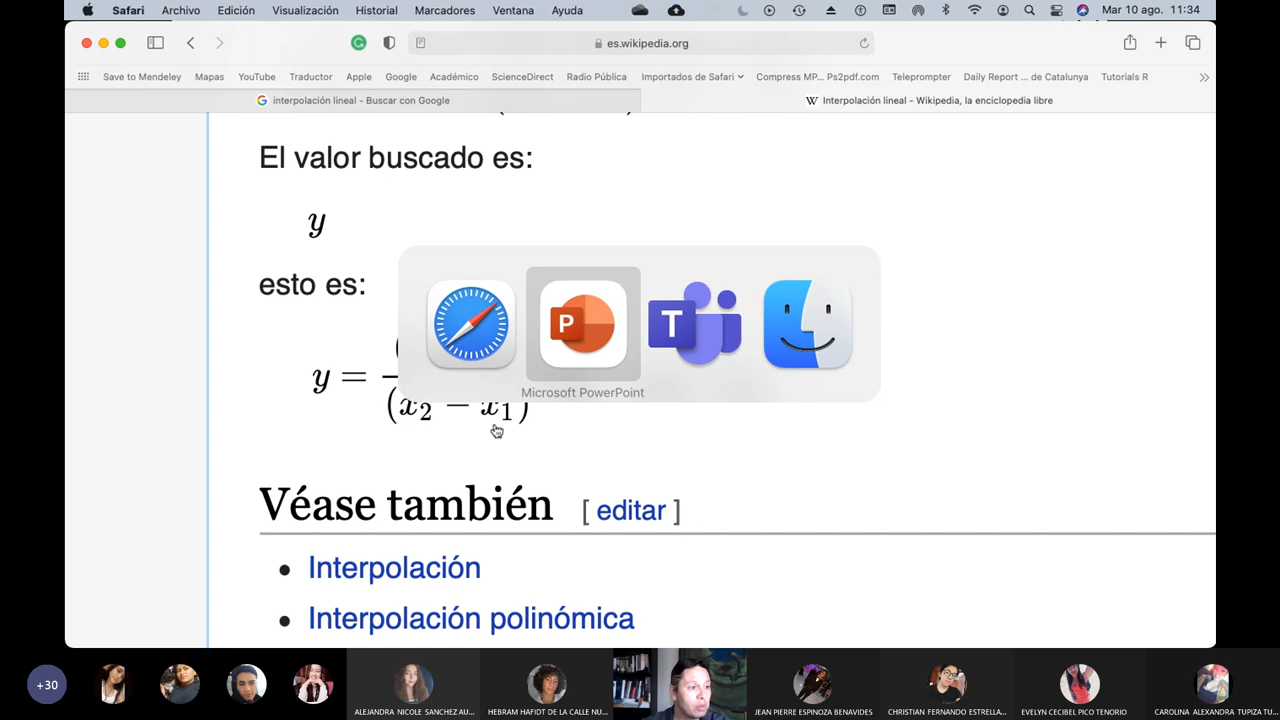 Safari Archivo Edición Visualización Historial Marcadores Ventana Ayuda Mar 10 ago. 11:34
es.wikipedia.org
Save to Mendeley Mapas YouTube Traductor Apple Google Académico ScienceDirect Radio Pública Importados de Safari Compress MP... Ps2pdf.com Teleprompter Daily Report ... de Catalunya Tutorials R
interpolación lineal - Buscar con Google W Interpolación lineal - Wikipedia, la enciclopedia libre
El valor buscado es:
y
esto es:
P T
Microsoft PowerPoint
y =
(x₂ − x₁)
Véase también [ editar ]
• Interpolación
• Interpolación polinómica
+30
ALEJANDRA NICOLE SANCHEZ AU... HEBRAM HAFIDT DE LA CALLE NU... JEAN PIERRE ESPINOZA BENAVIDES CHRISTIAN FERNANDO ESTRELLA... EVELYN CECIBEL PICO TENORIO CAROLINA ALEXANDRA TUPIZA TU...